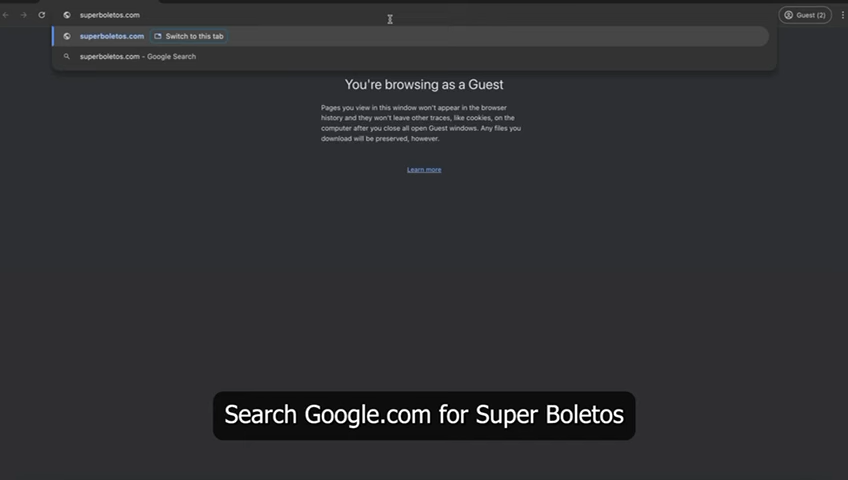 superboletos.com
Guest (2)
superboletos.com Switch to this tab
superboletos.com - Google Search
You're browsing as a Guest
Pages you view in this window won't appear in the browser
history and they won't leave other traces, like cookies, on
the computer after you close all open Guest windows. Any files you
download will be preserved, however.
Learn more
Search Google.com for Super Boletos